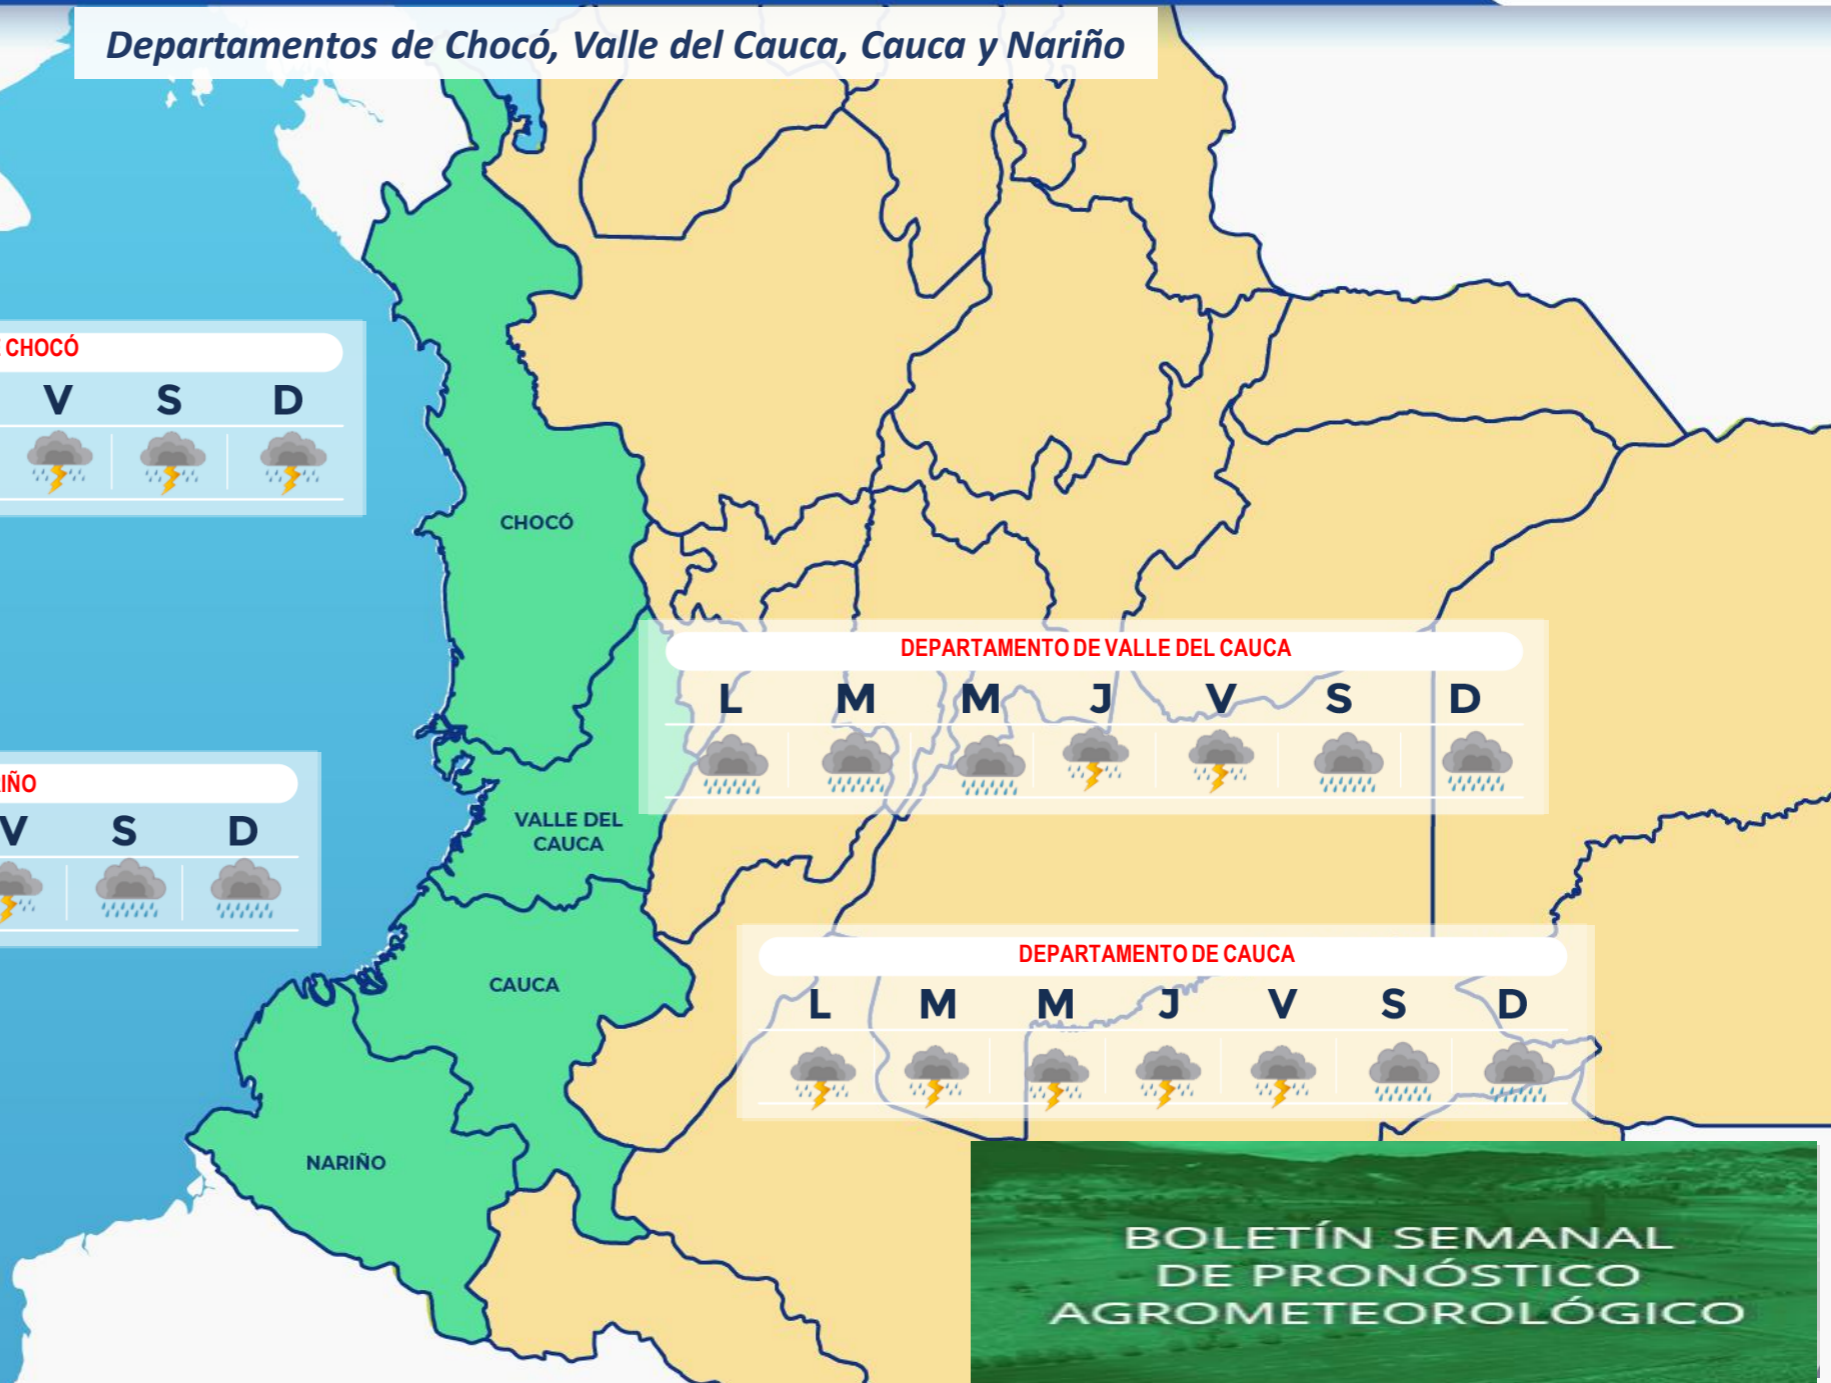 Departamentos de Chocó, Valle del Cauca, Cauca y Nariño
CHOCÓ
V S D
CHOCÓ
DEPARTAMENTO DE VALLE DEL CAUCA
L M M J V S D
V S D
VALLE DEL
CAUCA
DEPARTAMENTO DE CAUCA
L M M J V S D
CAUCA
NARIÑO
BOLETÍN SEMANAL
DE PRONÓSTICO
AGROMETEOROLÓGICO